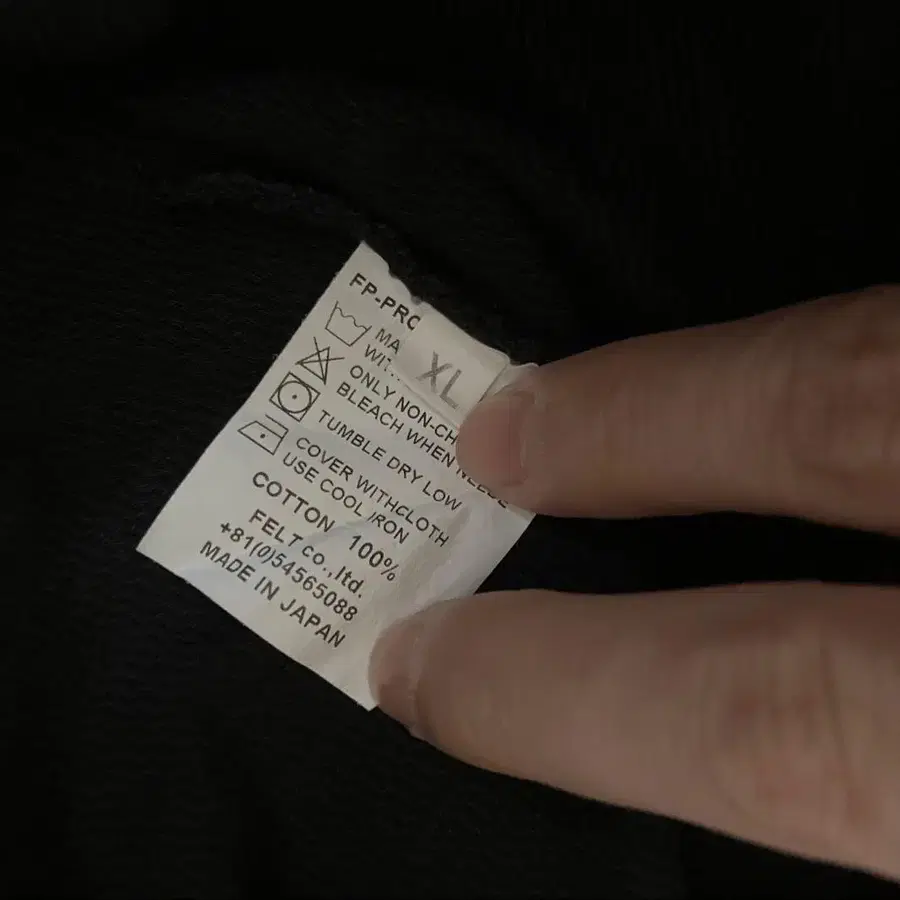 FP-PRO
XL
ONLY NON-CH
BLEACH WHEN
TUMBLE DRY LOW
COVER WITHCLOTH
USE COOL IRON
COTTON 100%
FELT co.,ltd.
+81(0)54565088
MADE IN JAPAN